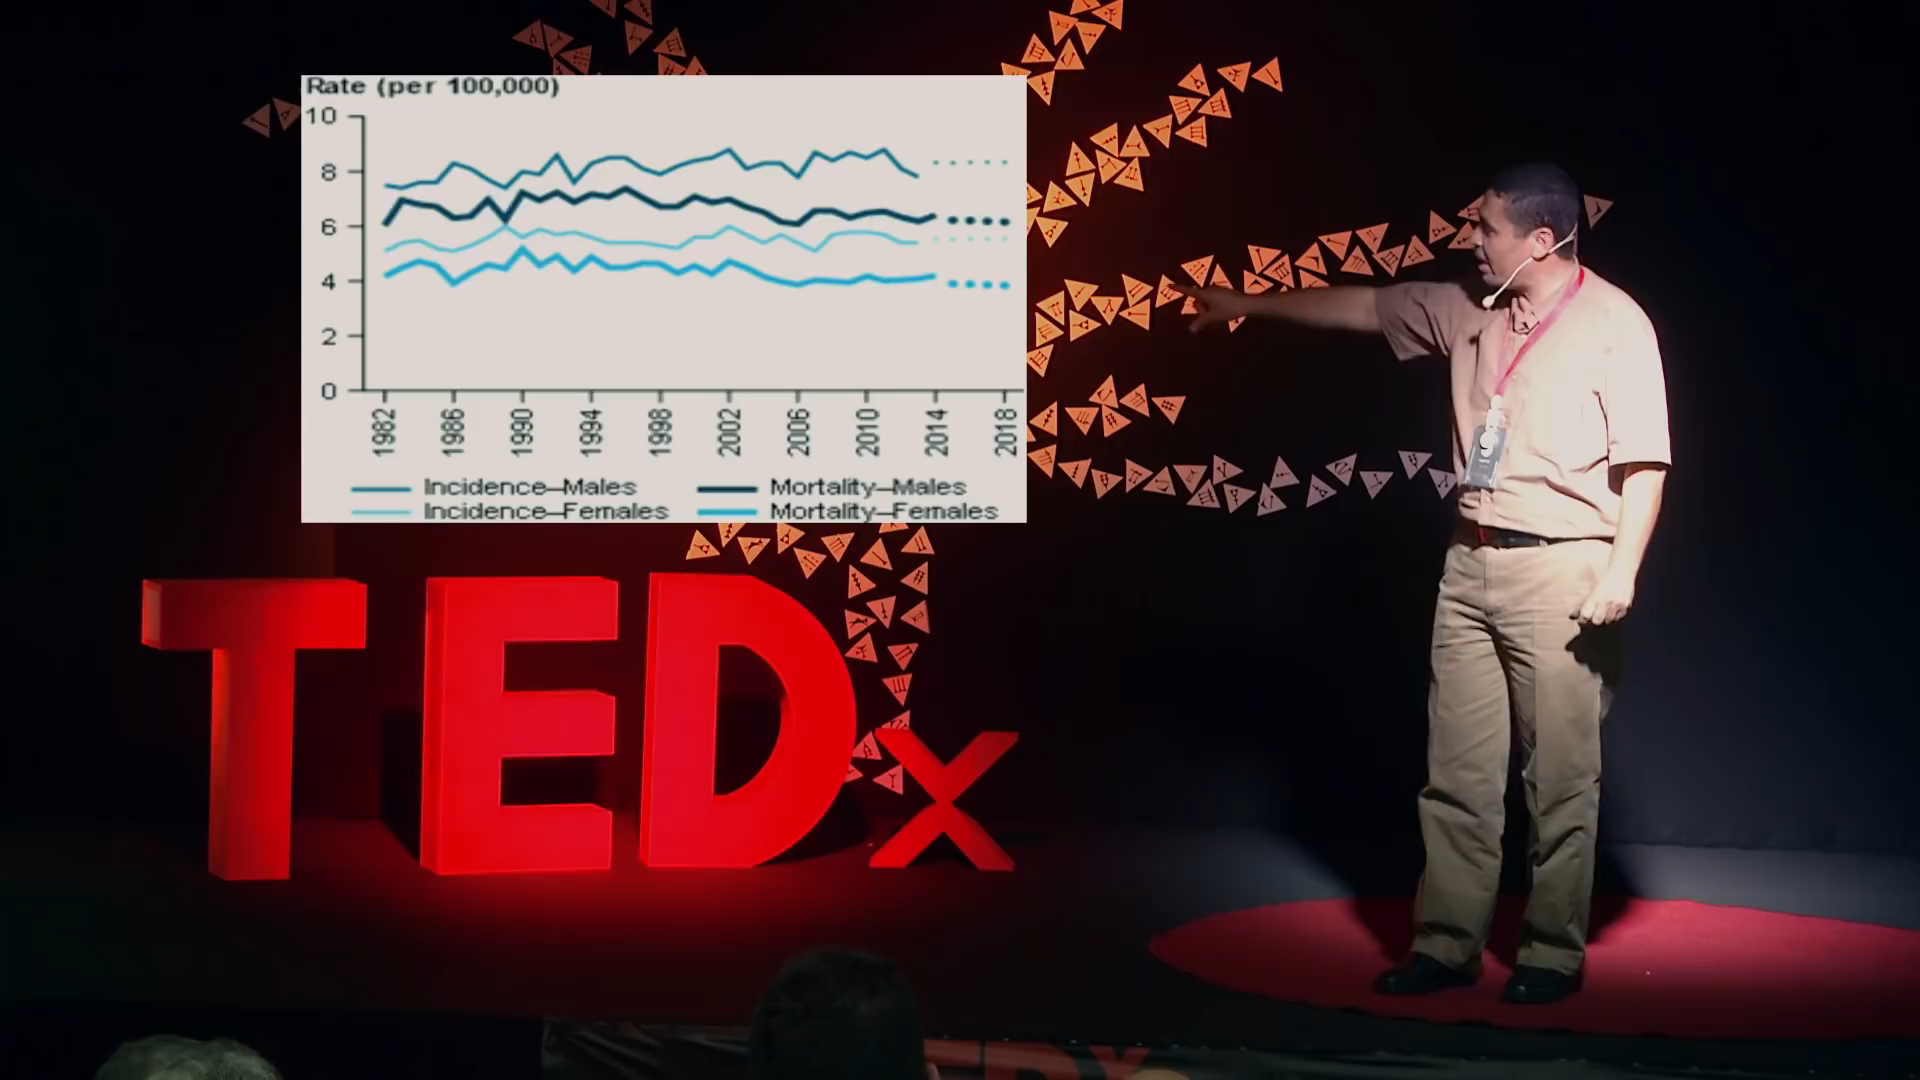 Rate (per 100,000)
10
8
6
4
2
0
1982 1986 1990 1994 1998 2002 2006 2010 2014 2018
Incidence–Males Mortality–Males
Incidence–Females Mortality–Females
TEDx
TEDx